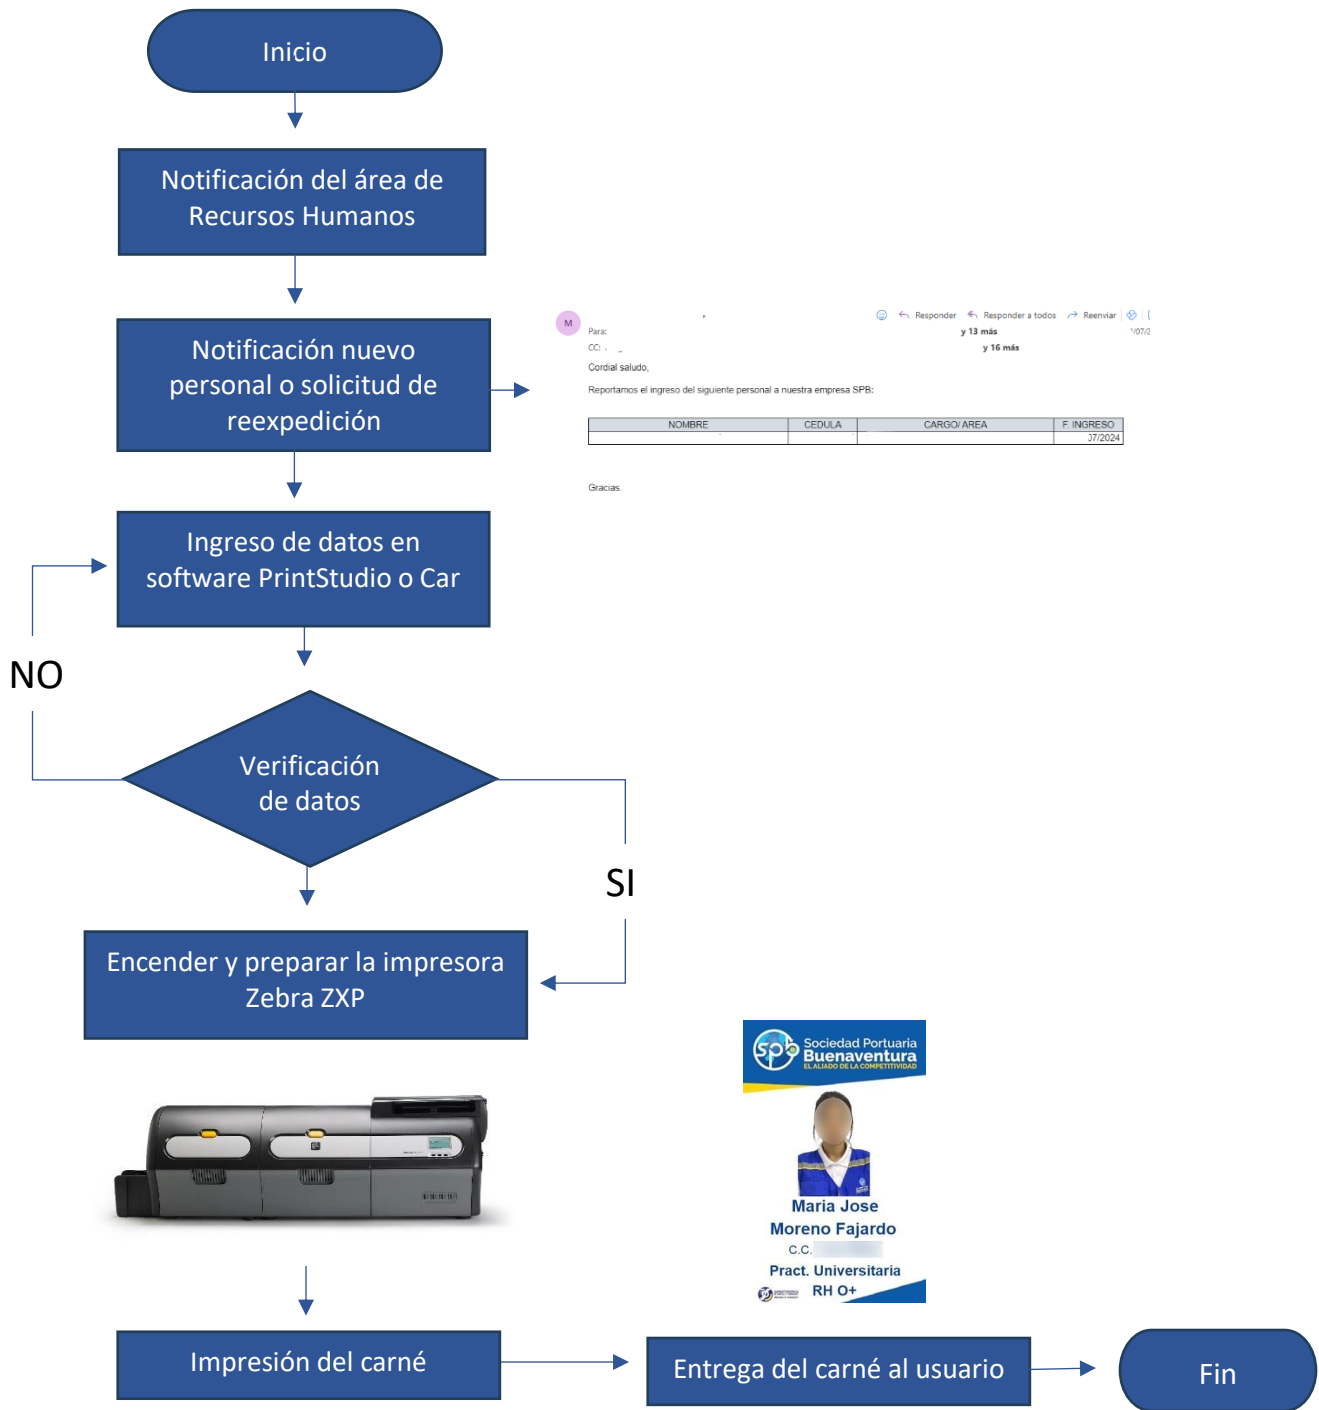 Inicio
Notificación del área de
Recursos Humanos
Notificación nuevo
personal o solicitud de
reexpedición
M
Responder
Responder a todos
Reenviar
Para:
y 13 más
CC:
y 16 más
Cordial saludo,
Reportamos el ingreso del siguiente personal a nuestra empresa SPB:
NOMBRE CEDULA CARGO/ AREA F. INGRESO
Gracias.
Ingreso de datos en
software PrintStudio o Car
NO
Verificación
de datos
SI
Encender y preparar la impresora
Zebra ZXP
spb
Sociedad Portuaria
Buenaventura
EL ALIADO DE LA COMPETITIVIDAD
Maria Jose
Moreno Fajardo
C.C.
Pract. Universitaria
RH O+
Impresión del carné
Entrega del carné al usuario
Fin